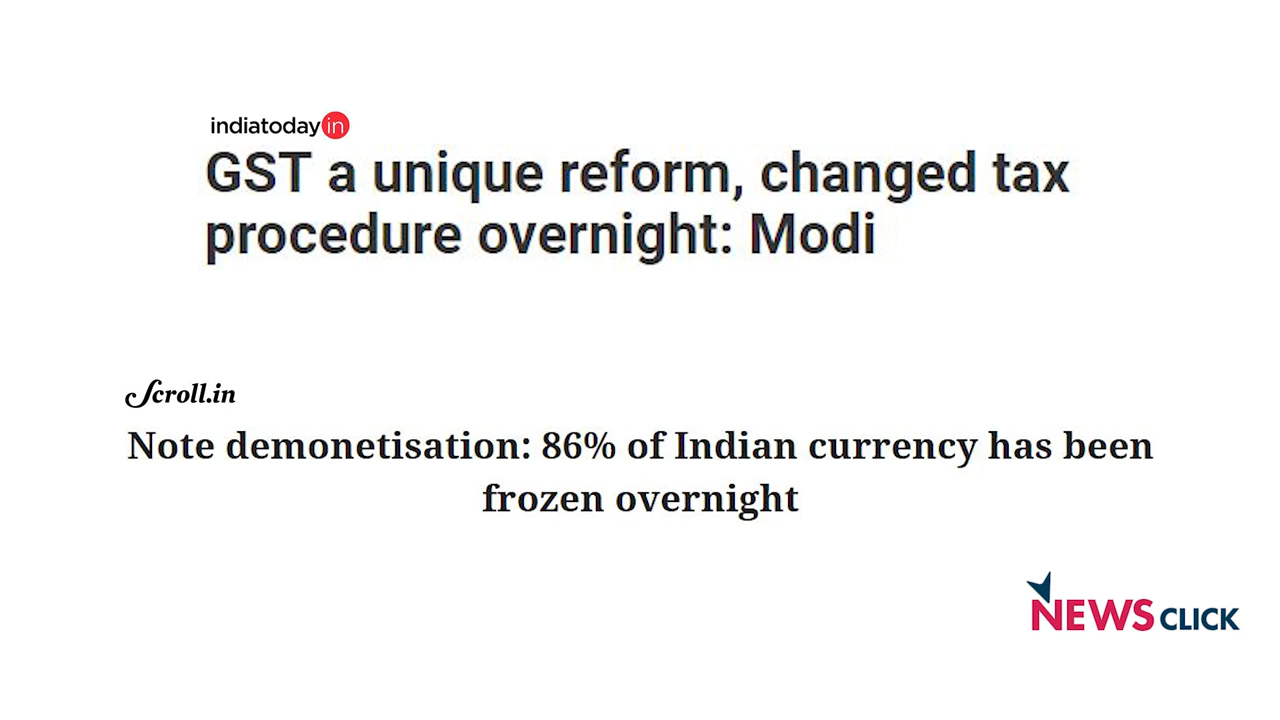 indiatoday in
GST a unique reform, changed tax
procedure overnight: Modi
Scroll.in
Note demonetisation: 86% of Indian currency has been
frozen overnight
NEWS CLICK